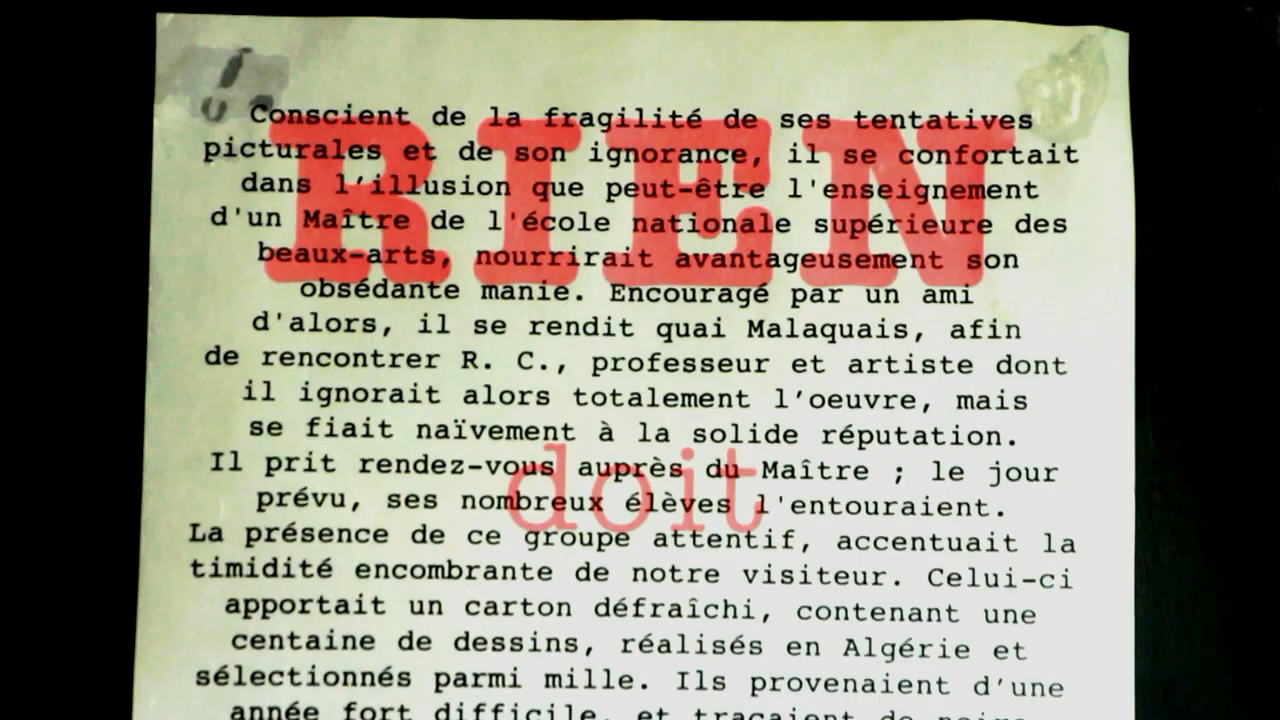 Conscient de la fragilité de ses tentatives
picturales et de son ignorance, il se confortait
dans l'illusion que peut-être l'enseignement
d'un Maître de l'école nationale supérieure des
beaux-arts, nourrirait avantageusement son
obsédante manie. Encouragé par un ami
d'alors, il se rendit quai Malaquais, afin
de rencontrer R. C., professeur et artiste dont
il ignorait alors totalement l'oeuvre, mais
se fiait naïvement à la solide réputation.
Il prit rendez-vous auprès du Maître ; le jour
prévu, ses nombreux élèves l'entouraient.
La présence de ce groupe attentif, accentuait la
timidité encombrante de notre visiteur. Celui-ci
apportait un carton défraîchi, contenant une
centaine de dessins, réalisés en Algérie et
sélectionnés parmi mille. Ils provenaient d'une
année fort difficile, et traçaient de
RIEN
doit